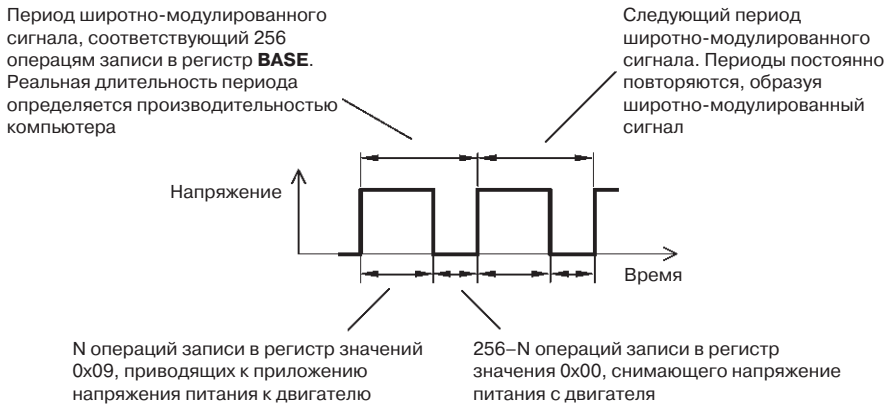 Период широтно-модулированного
сигнала, соответствующий 256
операцям записи в регистр BASE.
Реальная длительность периода
определяется производительностью
компьютера
Следующий период
широтно-модулированного
сигнала. Периоды постоянно
повторяются, образуя
широтно-модулированный
сигнал
Напряжение
Время
N операций записи в регистр значений
0x09, приводящих к приложению
напряжения питания к двигателю
256–N операций записи в регистр
значения 0x00, снимающего напряжение
питания с двигателя